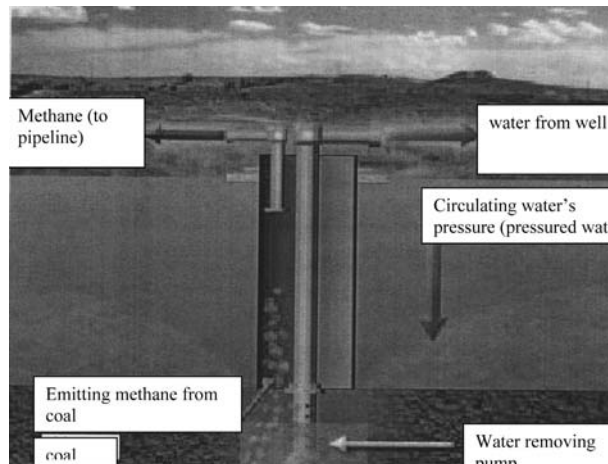 Methane (to
pipeline)
water from well
Circulating water's
pressure (pressured wat
Emitting methane from
coal
coal
Water removing
pump